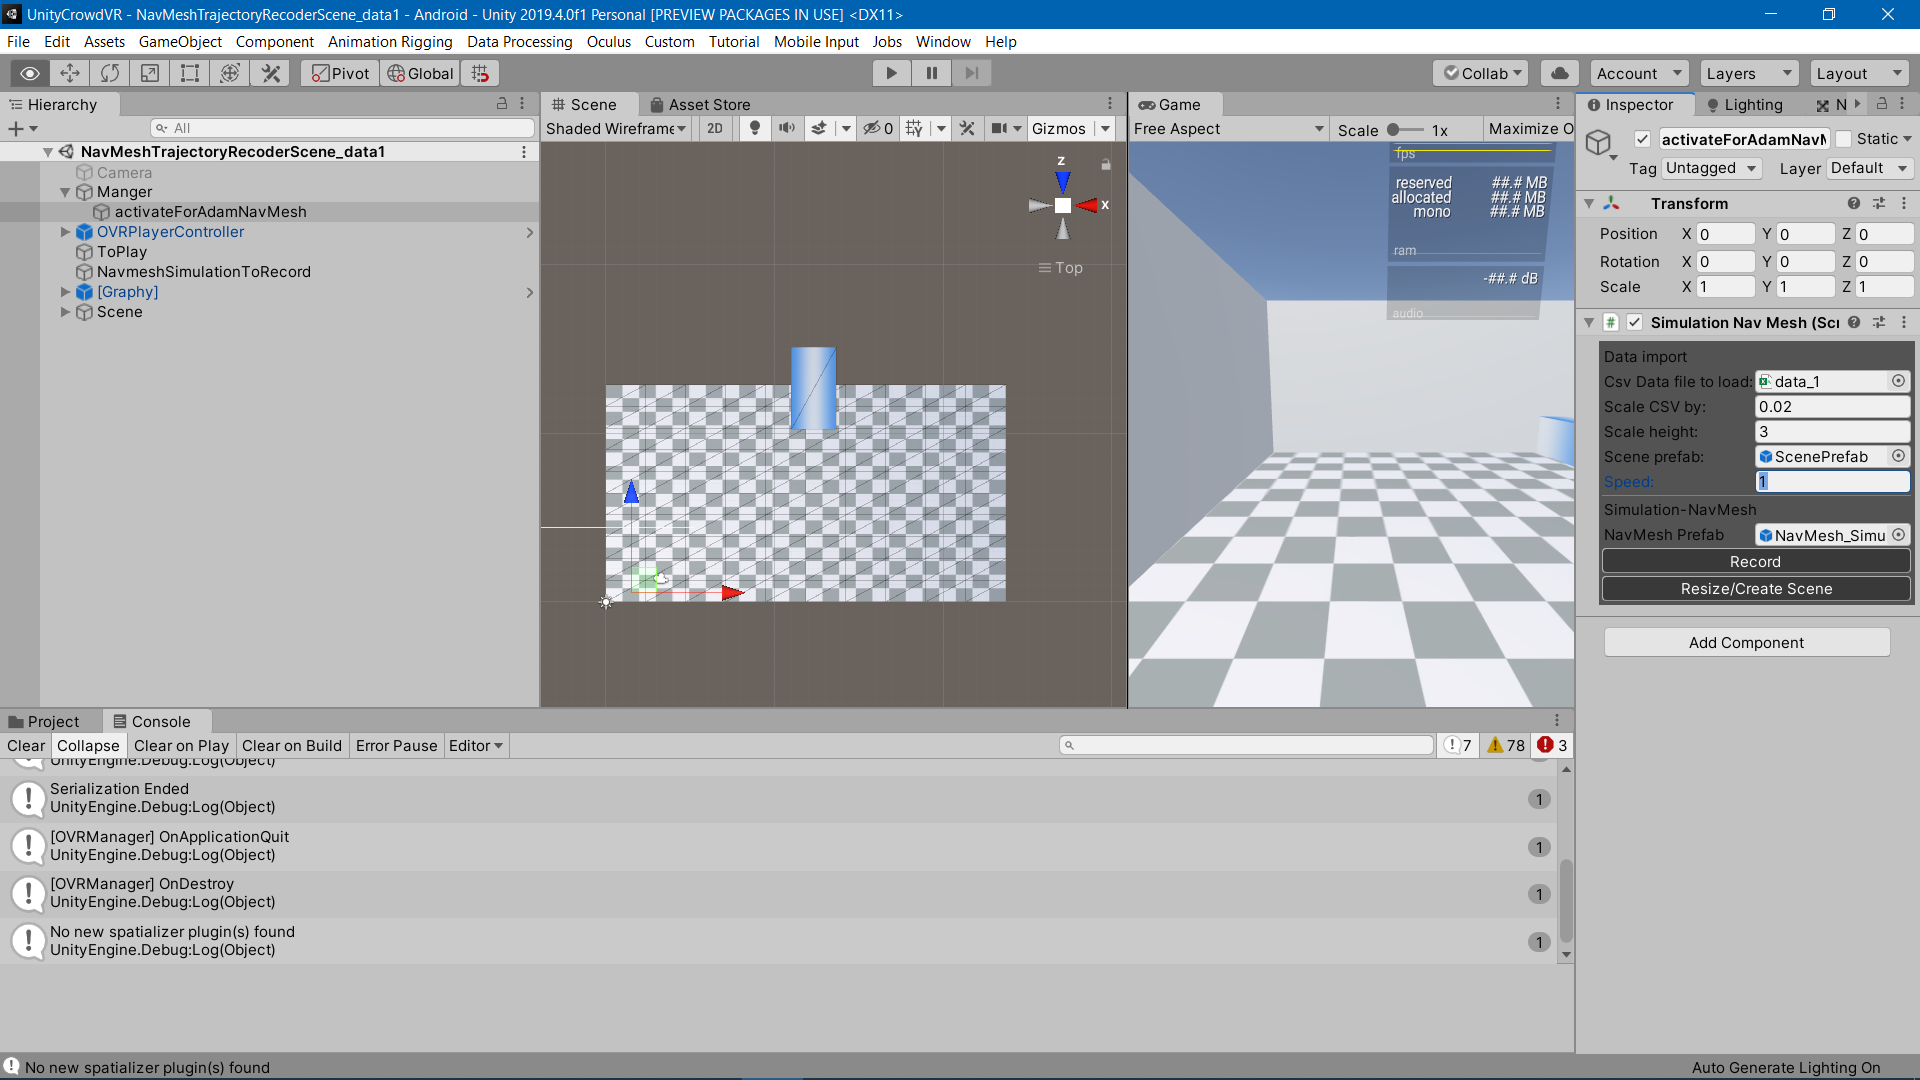 UnityCrowdVR - NavMeshTrajectoryRecoderScene_data1 - Android - Unity 2019.4.0f1 Personal [PREVIEW PACKAGES IN USE] <DX11>
File Edit Assets GameObject Component Animation Rigging Data Processing Oculus Custom Tutorial Mobile Input Jobs Window Help
Pivot Global Collab Account Layers Layout
Hierarchy
All
NavMeshTrajectoryRecoderScene_data1
Camera
Manger
activateForAdamNavMesh
OVRPlayerController
ToPlay
NavmeshSimulationToRecord
[Graphy]
Scene
Scene Asset Store
Shaded Wireframe 2D 0 Gizmos
z
x
Top
Game
Free Aspect Scale 1x Maximize O
fps
reserved ##.# MB
allocated ##.# MB
mono ##.# MB
ram
-##.# dB
audio
Inspector Lighting N
activateForAdamNavM Static
Tag Untagged Layer Default
Transform
Position X 0 Y 0 Z 0
Rotation X 0 Y 0 Z 0
Scale X 1 Y 1 Z 1
# Simulation Nav Mesh (Scr
Data import
Csv Data file to load: data_1
Scale CSV by: 0.02
Scale height: 3
Scene prefab: ScenePrefab
Speed: 1
Simulation-NavMesh
NavMesh Prefab NavMesh_Simu
Record
Resize/Create Scene
Add Component
Project Console
Clear Collapse Clear on Play Clear on Build Error Pause Editor 7 78 3
UnityEngine.Debug:Log(Object)
Serialization Ended
UnityEngine.Debug:Log(Object)
1
[OVRManager] OnApplicationQuit
UnityEngine.Debug:Log(Object)
1
[OVRManager] OnDestroy
UnityEngine.Debug:Log(Object)
1
No new spatializer plugin(s) found
UnityEngine.Debug:Log(Object)
1
No new spatializer plugin(s) found
Auto Generate Lighting On